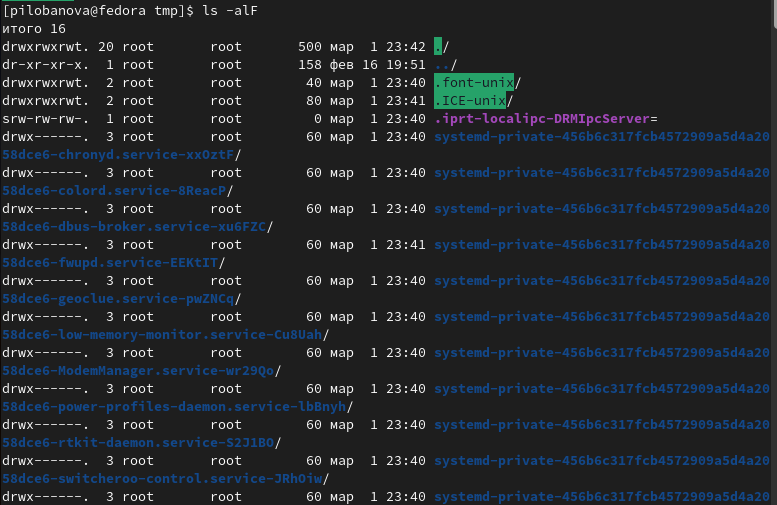 [pilobanova@fedora tmp]$ ls -alF
итого 16
drwxrwxrwt. 20 root       root       500 мар  1 23:42 ./
dr-xr-xr-x.  1 root       root       158 фев 16 19:51 ../
drwxrwxrwt.  2 root       root        40 мар  1 23:40 .font-unix/
drwxrwxrwt.  2 root       root        80 мар  1 23:41 .ICE-unix/
srw-rw-rw-.  1 root       root         0 мар  1 23:40 .iprt-localipc-DRMIpcServer=
drwx------.  3 root       root        60 мар  1 23:40 systemd-private-456b6c317fcb4572909a5d4a20
58dce6-chronyd.service-xxOztF/
drwx------.  3 root       root        60 мар  1 23:40 systemd-private-456b6c317fcb4572909a5d4a20
58dce6-colord.service-8ReacP/
drwx------.  3 root       root        60 мар  1 23:40 systemd-private-456b6c317fcb4572909a5d4a20
58dce6-dbus-broker.service-xu6FZC/
drwx------.  3 root       root        60 мар  1 23:41 systemd-private-456b6c317fcb4572909a5d4a20
58dce6-fwupd.service-EEKtIT/
drwx------.  3 root       root        60 мар  1 23:40 systemd-private-456b6c317fcb4572909a5d4a20
58dce6-geoclue.service-pwZNCq/
drwx------.  3 root       root        60 мар  1 23:40 systemd-private-456b6c317fcb4572909a5d4a20
58dce6-low-memory-monitor.service-Cu8Uah/
drwx------.  3 root       root        60 мар  1 23:40 systemd-private-456b6c317fcb4572909a5d4a20
58dce6-ModemManager.service-wr29Qo/
drwx------.  3 root       root        60 мар  1 23:40 systemd-private-456b6c317fcb4572909a5d4a20
58dce6-power-profiles-daemon.service-lbBnyh/
drwx------.  3 root       root        60 мар  1 23:40 systemd-private-456b6c317fcb4572909a5d4a20
58dce6-rtkit-daemon.service-S2J1BO/
drwx------.  3 root       root        60 мар  1 23:40 systemd-private-456b6c317fcb4572909a5d4a20
58dce6-switcheroo-control.service-JRhOiw/
drwx------.  3 root       root        60 мар  1 23:40 systemd-private-456b6c317fcb4572909a5d4a20